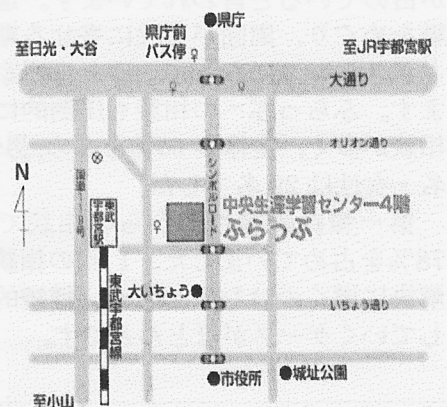 県庁
県庁前
バス停
至日光・大谷
至JR宇都宮駅
大通り
オリオン通り
N
国道119号
東武
宇都宮駅
シンボルロード
中央生涯学習センター4階
ふらっぷ
東武宇都宮線
大いちょう
いちょう通り
市役所
城址公園
至小山